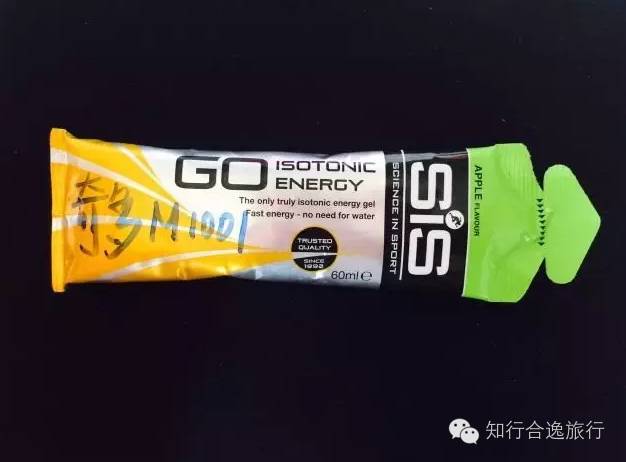 GO ISOTONIC
ENERGY
The only truly isotonic energy gel
Fast energy - no need for water
TRUSTED
QUALITY
SINCE
1992
60ml e
SiS
SCIENCE IN SPORT
APPLE FLAVOUR
M1001
知行合逸旅行